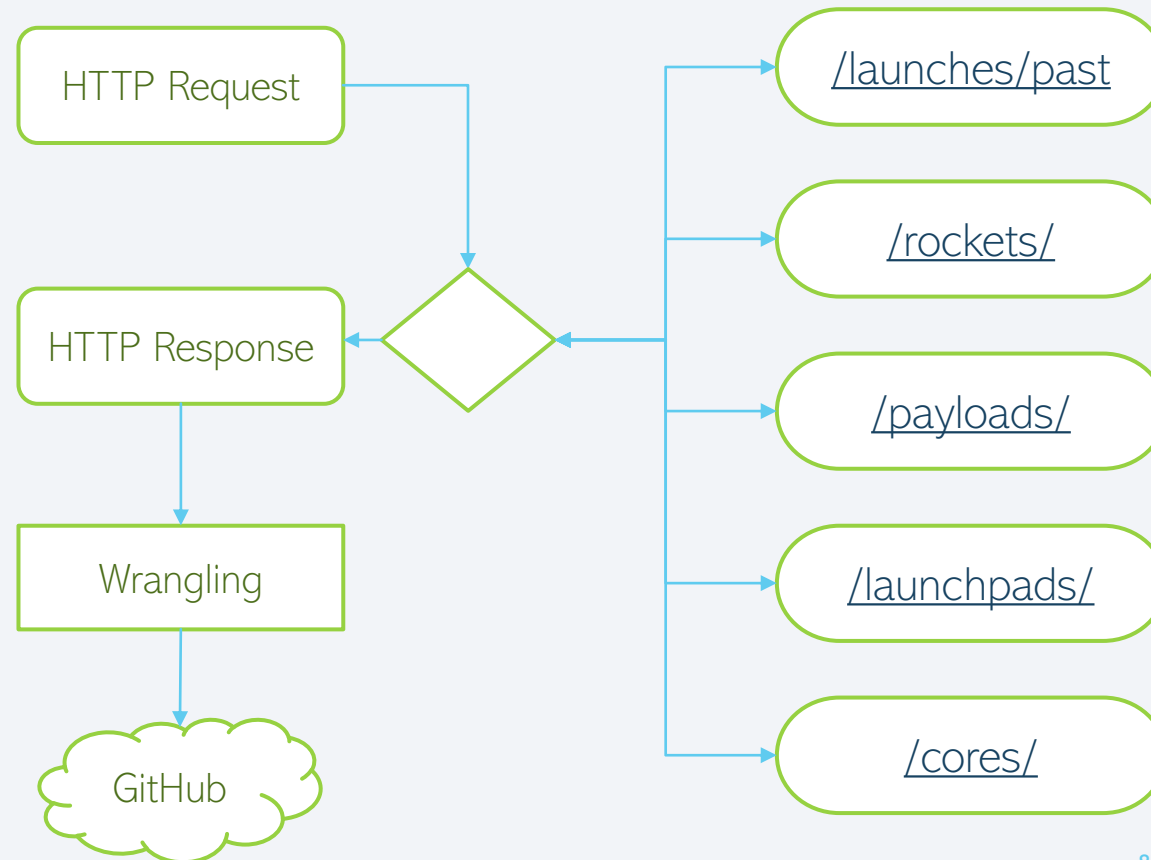 HTTP Request
/launches/past
/rockets/
HTTP Response
/payloads/
Wrangling
/launchpads/
GitHub
/cores/